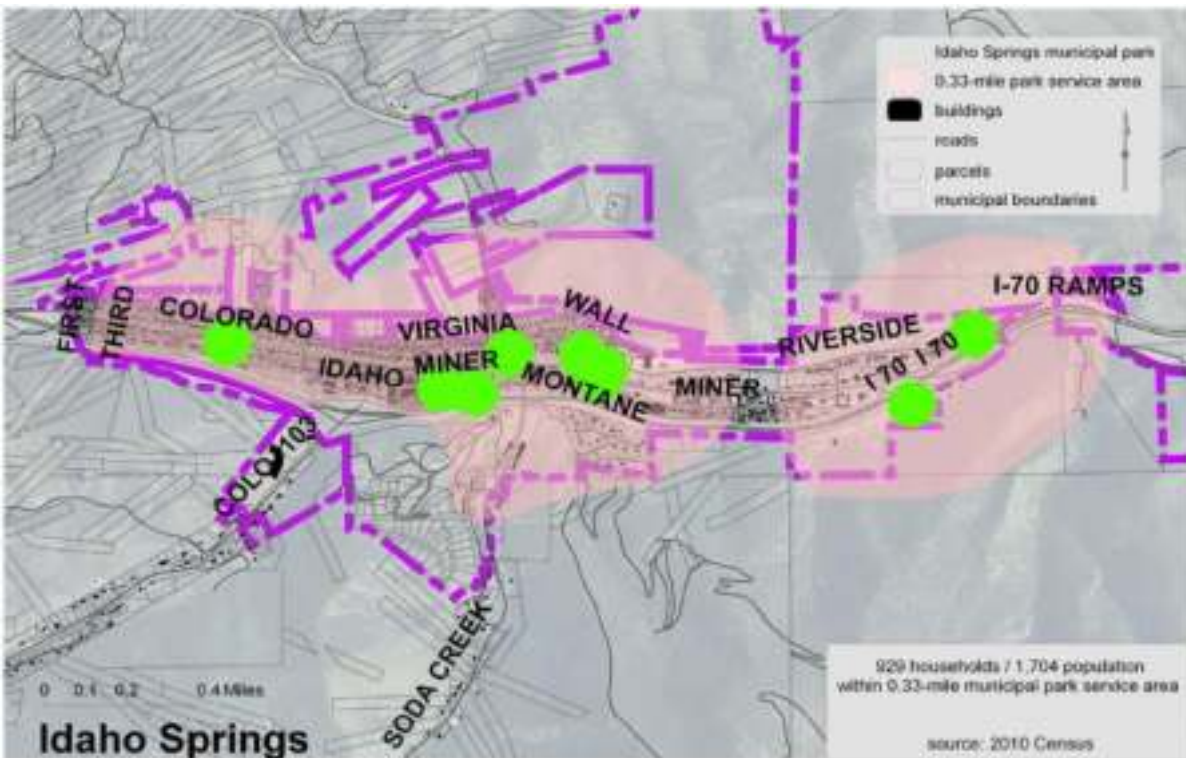 Idaho Springs municipal park
0.33-mile park service area
buildings
roads
parcels
municipal boundaries
I-70 RAMPS
FIRST
THIRD
COLORADO
VIRGINIA
WALL
RIVERSIDE
IDAHO
MINER
MONTANE
MINER
I 70
I 70
COLO 103
SODA CREEK
0 0.1 0.2 0.4 Miles
Idaho Springs
929 households / 1,704 population
within 0.33-mile municipal park service area
source: 2010 Census